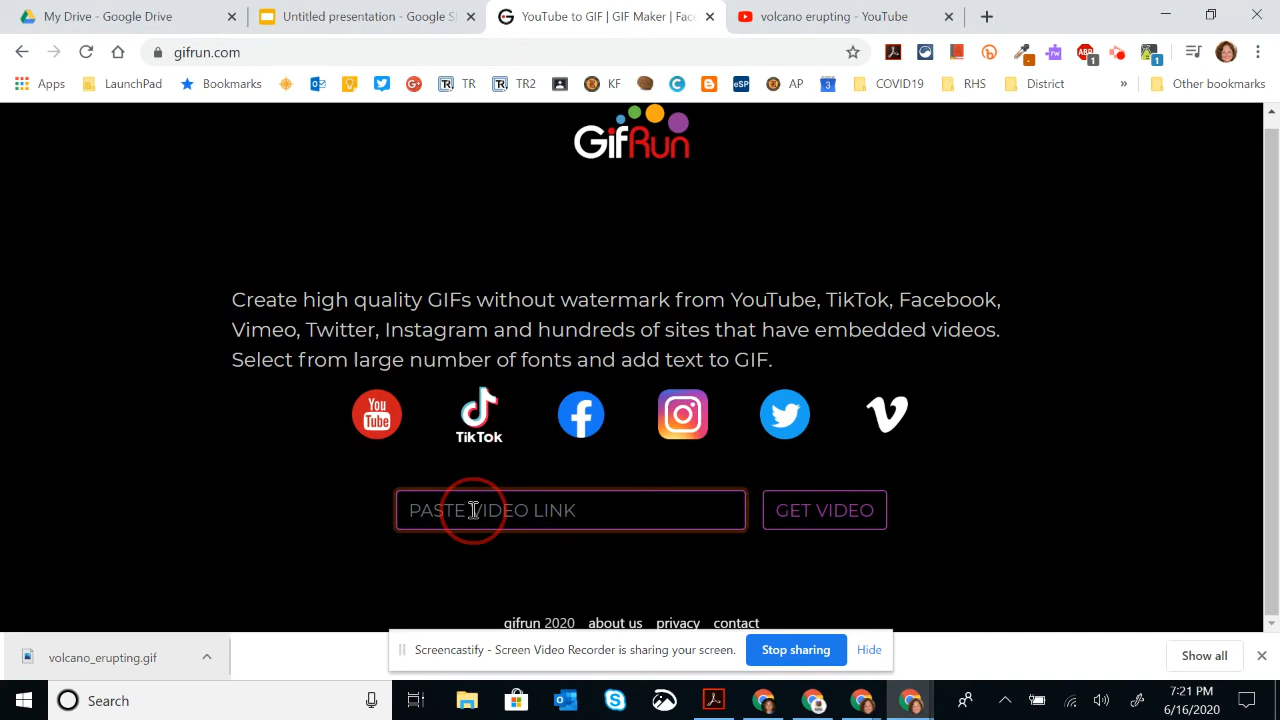 My Drive - Google Drive
Untitled presentation - Google Sl
YouTube to GIF | GIF Maker | Fac
volcano erupting - YouTube
gifrun.com
Apps
LaunchPad
Bookmarks
TR
TR2
KF
AP
COVID19
RHS
District
Other bookmarks
GifRun
Create high quality GIFs without watermark from YouTube, TikTok, Facebook,
Vimeo, Twitter, Instagram and hundreds of sites that have embedded videos.
Select from large number of fonts and add text to GIF.
You
Tube
TikTok
PASTE VIDEO LINK
GET VIDEO
gifrun 2020 about us privacy contact
volcano_erupting.gif
Screencastify - Screen Video Recorder is sharing your screen.
Stop sharing
Hide
Show all
Search
7:21 PM
6/16/2020